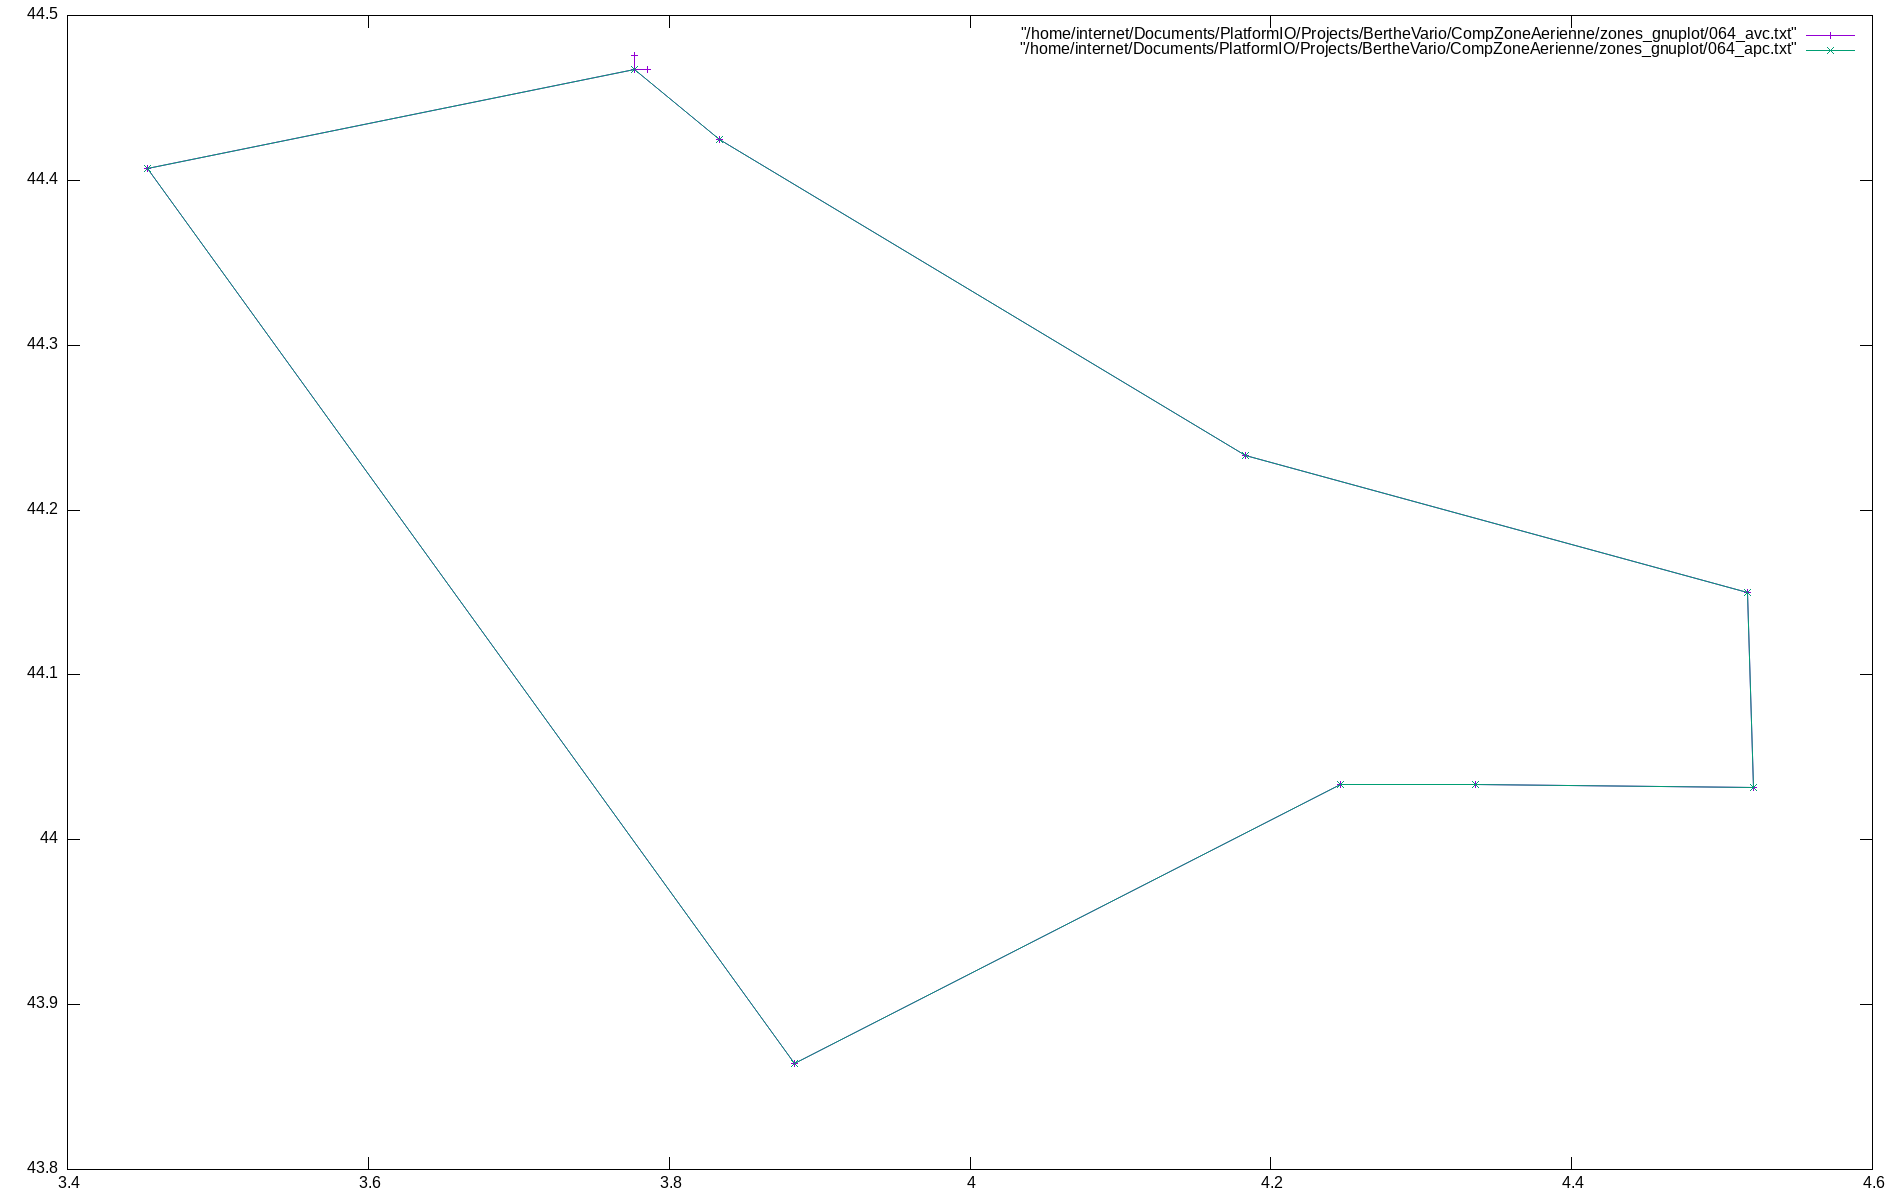 44.5
"/home/internet/Documents/PlatformIO/Projects/BertheVario/CompZoneAerienne/zones_gnuplot/064_avc.txt"
"/home/internet/Documents/PlatformIO/Projects/BertheVario/CompZoneAerienne/zones_gnuplot/064_apc.txt"
44.4
44.3
44.2
44.1
44
43.9
43.8
3.4 3.6 3.8 4 4.2 4.4 4.6